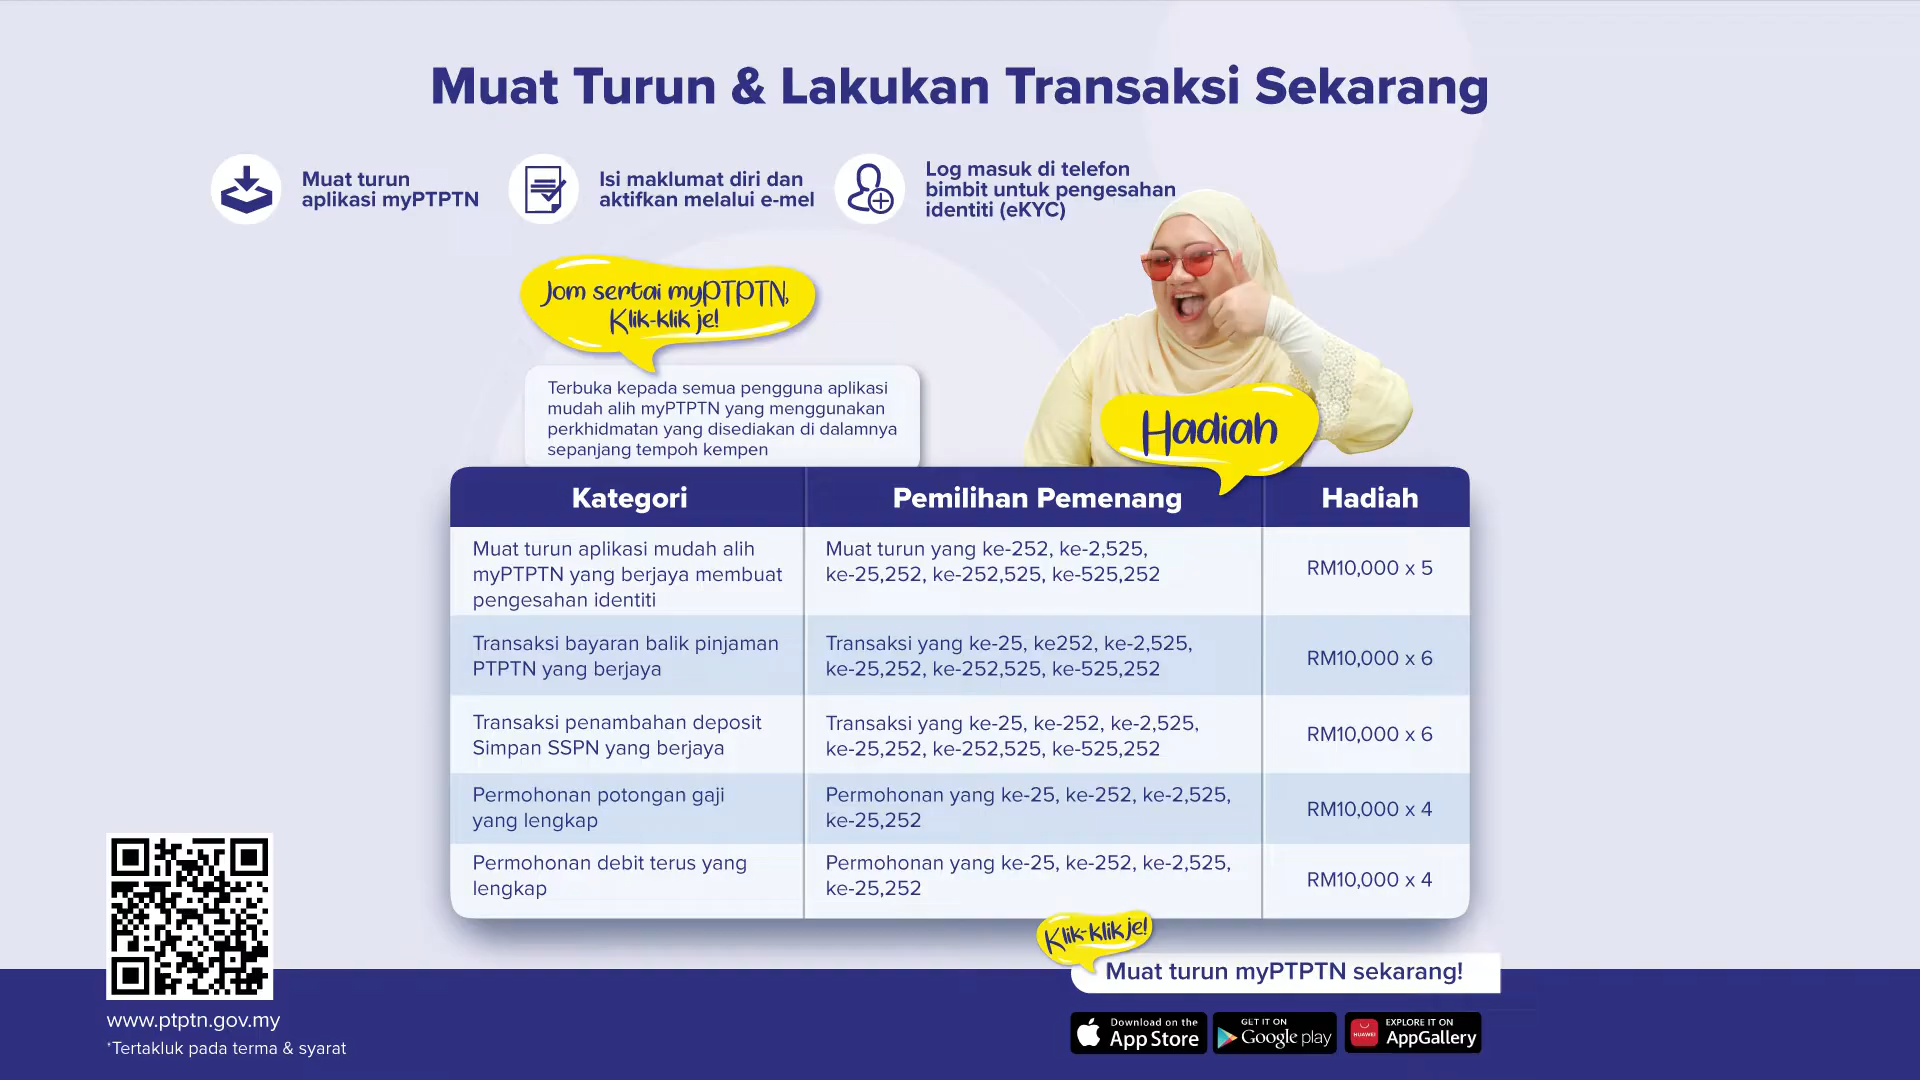 Muat Turun & Lakukan Transaksi Sekarang
Muat turun
aplikasi myPTPTN
Isi maklumat diri dan
aktifkan melalui e-mel
Log masuk di telefon
bimbit untuk pengesahan
identiti (eKYC)
Jom sertai myPTPTN,
Klik-klik je!
Terbuka kepada semua pengguna aplikasi
mudah alih myPTPTN yang menggunakan
perkhidmatan yang disediakan di dalamnya
sepanjang tempoh kempen
Hadiah
Kategori
Pemilihan Pemenang
Hadiah
Muat turun aplikasi mudah alih
myPTPTN yang berjaya membuat
pengesahan identiti
Muat turun yang ke-252, ke-2,525,
ke-25,252, ke-252,525, ke-525,252
RM10,000 x 5
Transaksi bayaran balik pinjaman
PTPTN yang berjaya
Transaksi yang ke-25, ke252, ke-2,525,
ke-25,252, ke-252,525, ke-525,252
RM10,000 x 6
Transaksi penambahan deposit
Simpan SSPN yang berjaya
Transaksi yang ke-25, ke-252, ke-2,525,
ke-25,252, ke-252,525, ke-525,252
RM10,000 x 6
Permohonan potongan gaji
yang lengkap
Permohonan yang ke-25, ke-252, ke-2,525,
ke-25,252
RM10,000 x 4
Permohonan debit terus yang
lengkap
Permohonan yang ke-25, ke-252, ke-2,525,
ke-25,252
RM10,000 x 4
Klik-klik je!
Muat turun myPTPTN sekarang!
www.ptptn.gov.my
*Tertakluk pada terma & syarat
Download on the
App Store
GET IT ON
Google play
HUAWEI
EXPLORE IT ON
AppGallery